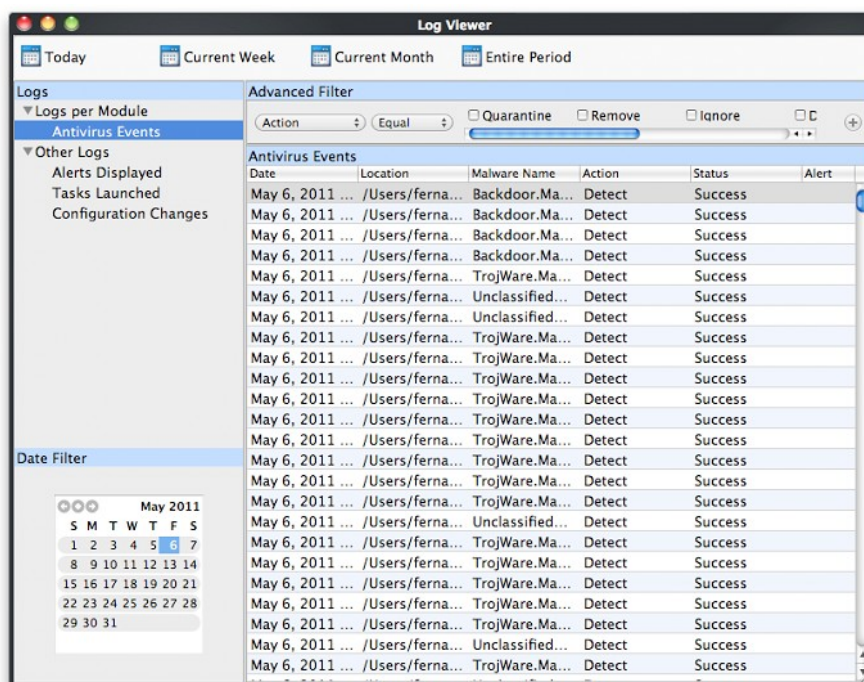 Log Viewer
Today Current Week Current Month Entire Period
Logs
Logs per Module
Antivirus Events
Other Logs
Alerts Displayed
Tasks Launched
Configuration Changes
Advanced Filter
Action Equal Quarantine Remove Ignore
Antivirus Events
Date Location Malware Name Action Status Alert
May 6, 2011 ... /Users/ferna... Backdoor.Ma... Detect Success
May 6, 2011 ... /Users/ferna... Backdoor.Ma... Detect Success
May 6, 2011 ... /Users/ferna... Backdoor.Ma... Detect Success
May 6, 2011 ... /Users/ferna... Backdoor.Ma... Detect Success
May 6, 2011 ... /Users/ferna... TrojWare.Ma... Detect Success
May 6, 2011 ... /Users/ferna... Unclassified... Detect Success
May 6, 2011 ... /Users/ferna... Unclassified... Detect Success
May 6, 2011 ... /Users/ferna... TrojWare.Ma... Detect Success
May 6, 2011 ... /Users/ferna... TrojWare.Ma... Detect Success
May 6, 2011 ... /Users/ferna... TrojWare.Ma... Detect Success
May 6, 2011 ... /Users/ferna... TrojWare.Ma... Detect Success
May 6, 2011 ... /Users/ferna... TrojWare.Ma... Detect Success
May 6, 2011 ... /Users/ferna... TrojWare.Ma... Detect Success
May 6, 2011 ... /Users/ferna... TrojWare.Ma... Detect Success
May 6, 2011 ... /Users/ferna... TrojWare.Ma... Detect Success
May 6, 2011 ... /Users/ferna... TrojWare.Ma... Detect Success
May 6, 2011 ... /Users/ferna... Unclassified... Detect Success
May 6, 2011 ... /Users/ferna... TrojWare.Ma... Detect Success
May 6, 2011 ... /Users/ferna... TrojWare.Ma... Detect Success
May 6, 2011 ... /Users/ferna... TrojWare.Ma... Detect Success
May 6, 2011 ... /Users/ferna... TrojWare.Ma... Detect Success
May 6, 2011 ... /Users/ferna... TrojWare.Ma... Detect Success
May 6, 2011 ... /Users/ferna... Unclassified... Detect Success
May 6, 2011 ... /Users/ferna... TrojWare.Ma... Detect Success
Date Filter
May 2011
S M T W T F S
1 2 3 4 5 6 7
8 9 10 11 12 13 14
15 16 17 18 19 20 21
22 23 24 25 26 27 28
29 30 31